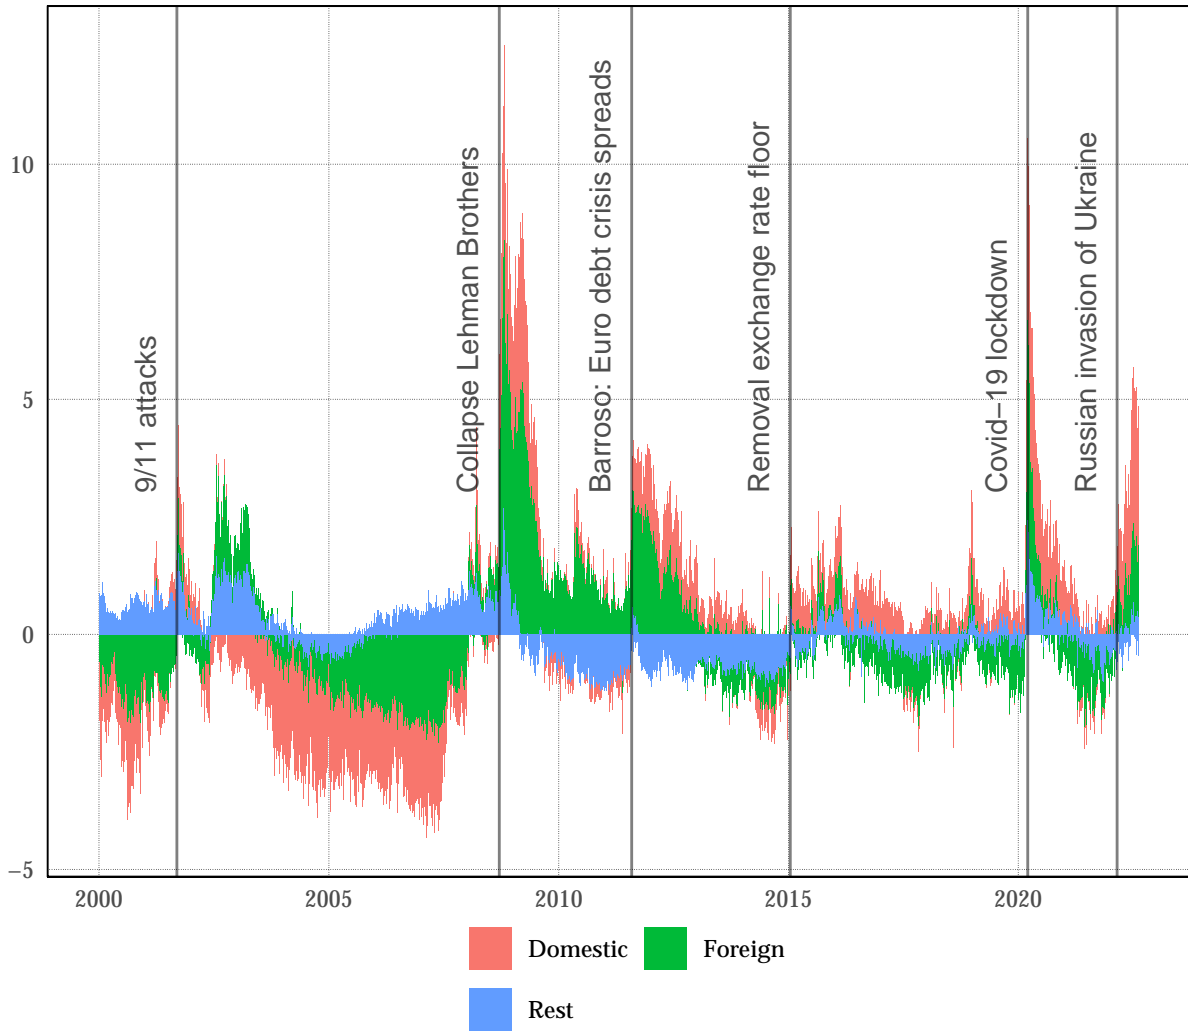 10
5
0
−5
9/11 attacks
Collapse Lehman Brothers
Barroso: Euro debt crisis spreads
Removal exchange rate floor
Covid−19 lockdown
Russian invasion of Ukraine
2000 2005 2010 2015 2020
Domestic Foreign
Rest